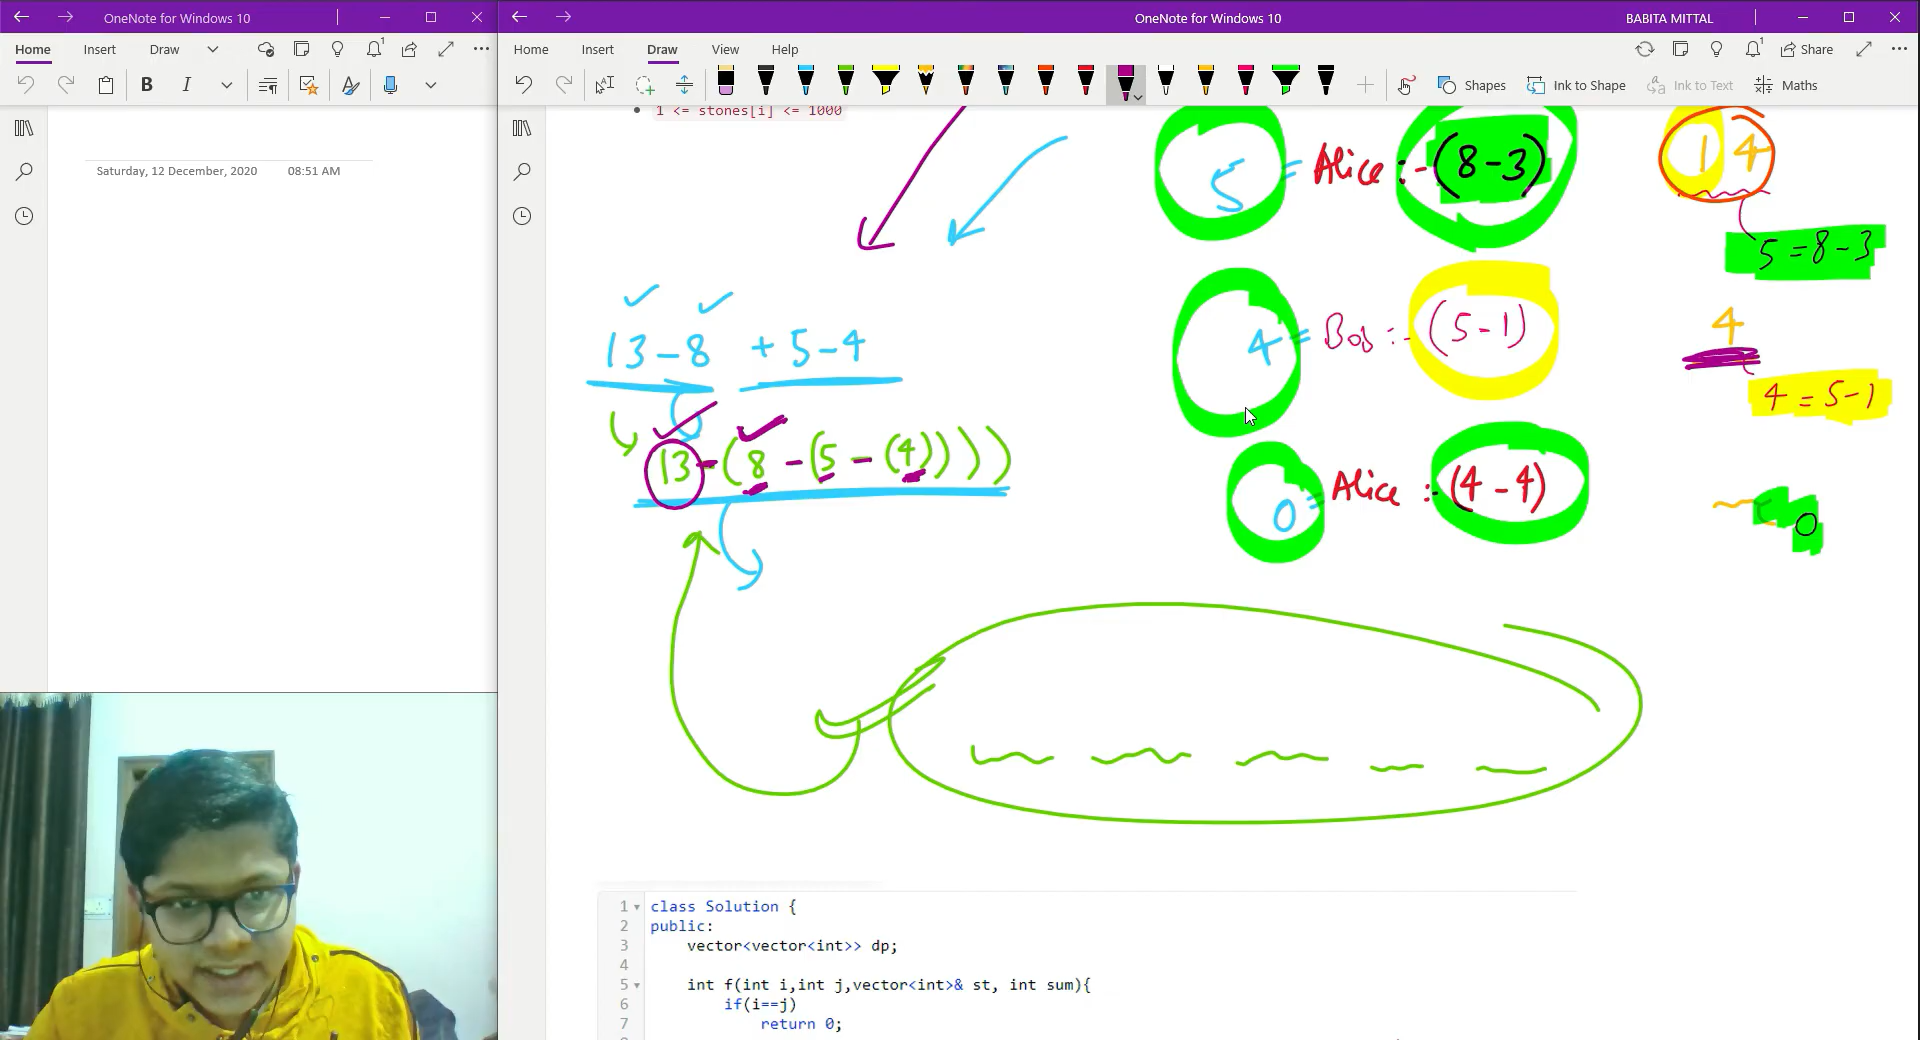 OneNote for Windows 10
Home Insert Draw
B I
Saturday, 12 December, 2020 08:51 AM
OneNote for Windows 10
BABITA MITTAL
Home Insert Draw View Help
1 Share
Shapes Ink to Shape Ink to Text Maths
1 <= stones[i] <= 1000
5 = Alice :- (8-3)
1 4
5 = 8-3
4 = Bob :- (5-1)
4
4 = 5-1
0 = Alice :- (4-4)
0
13-8 + 5-4
13-(8-(5-(4))))
1 class Solution {
2 public:
3 vector<vector<int>> dp;
4
5 int f(int i,int j,vector<int>& st, int sum){
6 if(i==j)
7 return 0;